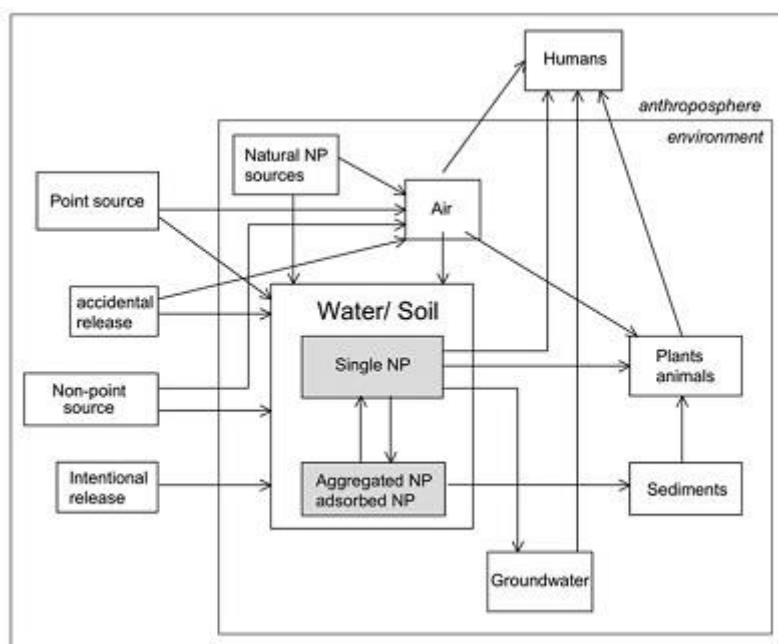 Humans
anthroposphere
environment
Natural NP
sources
Point source
Air
accidental
release
Water/ Soil
Single NP
Plants
animals
Non-point
source
Intentional
release
Aggregated NP
adsorbed NP
Sediments
Groundwater